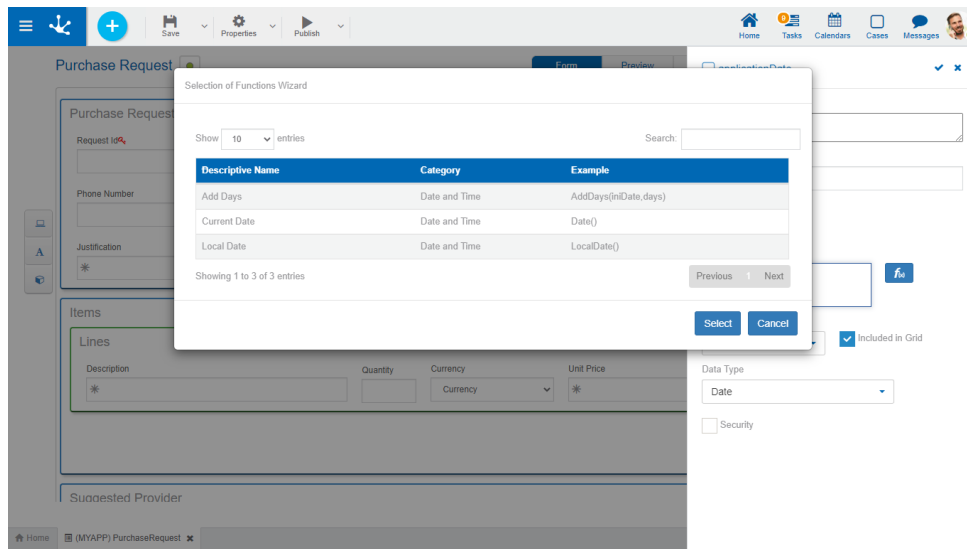 Save
Properties
Publish
Home
9
Tasks
Calendars
Cases
Messages
Purchase Request
Form
Preview
applicationDate
Selection of Functions Wizard
Purchase Request
Request Id
Show 10 entries
Search:
Descriptive Name Category Example
Add Days Date and Time AddDays(iniDate,days)
Current Date Date and Time Date()
Local Date Date and Time LocalDate()
Showing 1 to 3 of 3 entries
Previous 1 Next
Phone Number
Justification
A
f(x)
Select Cancel
Items
Lines
Included in Grid
Description Quantity Currency Unit Price
Currency
Data Type
Date
Security
Suggested Provider
Home (MYAPP) PurchaseRequest